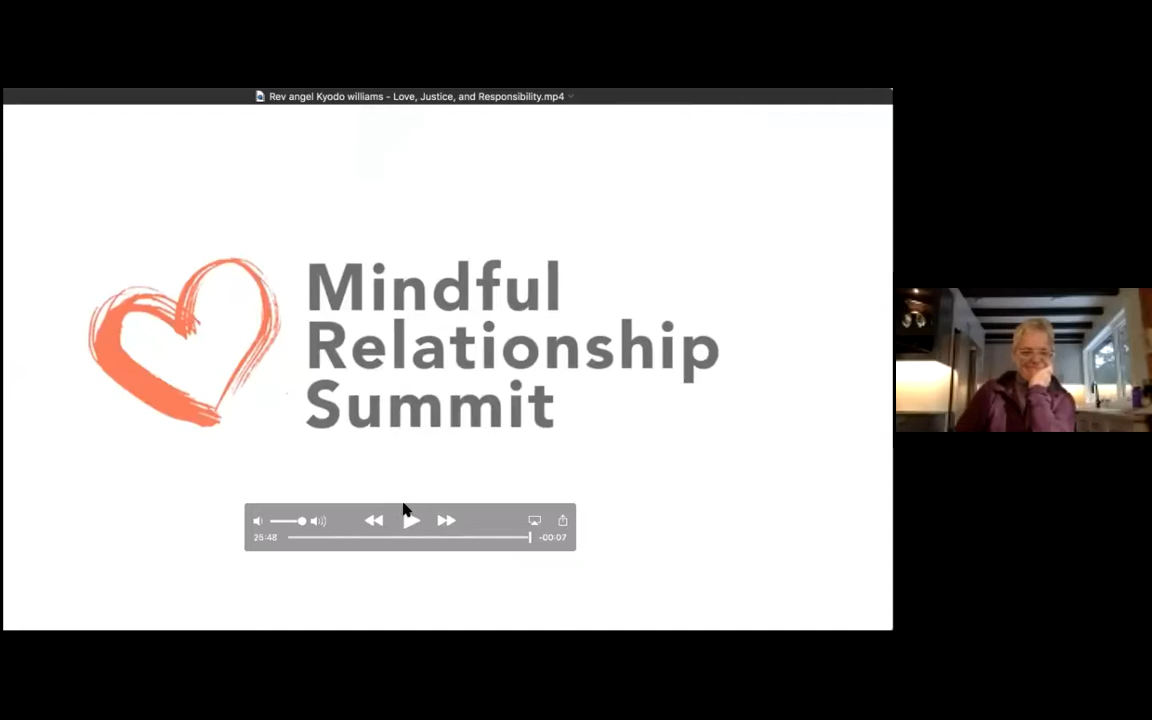 Rev angel Kyodo williams - Love, Justice, and Responsibility.mp4
Mindful
Relationship
Summit
25:48
-00:07